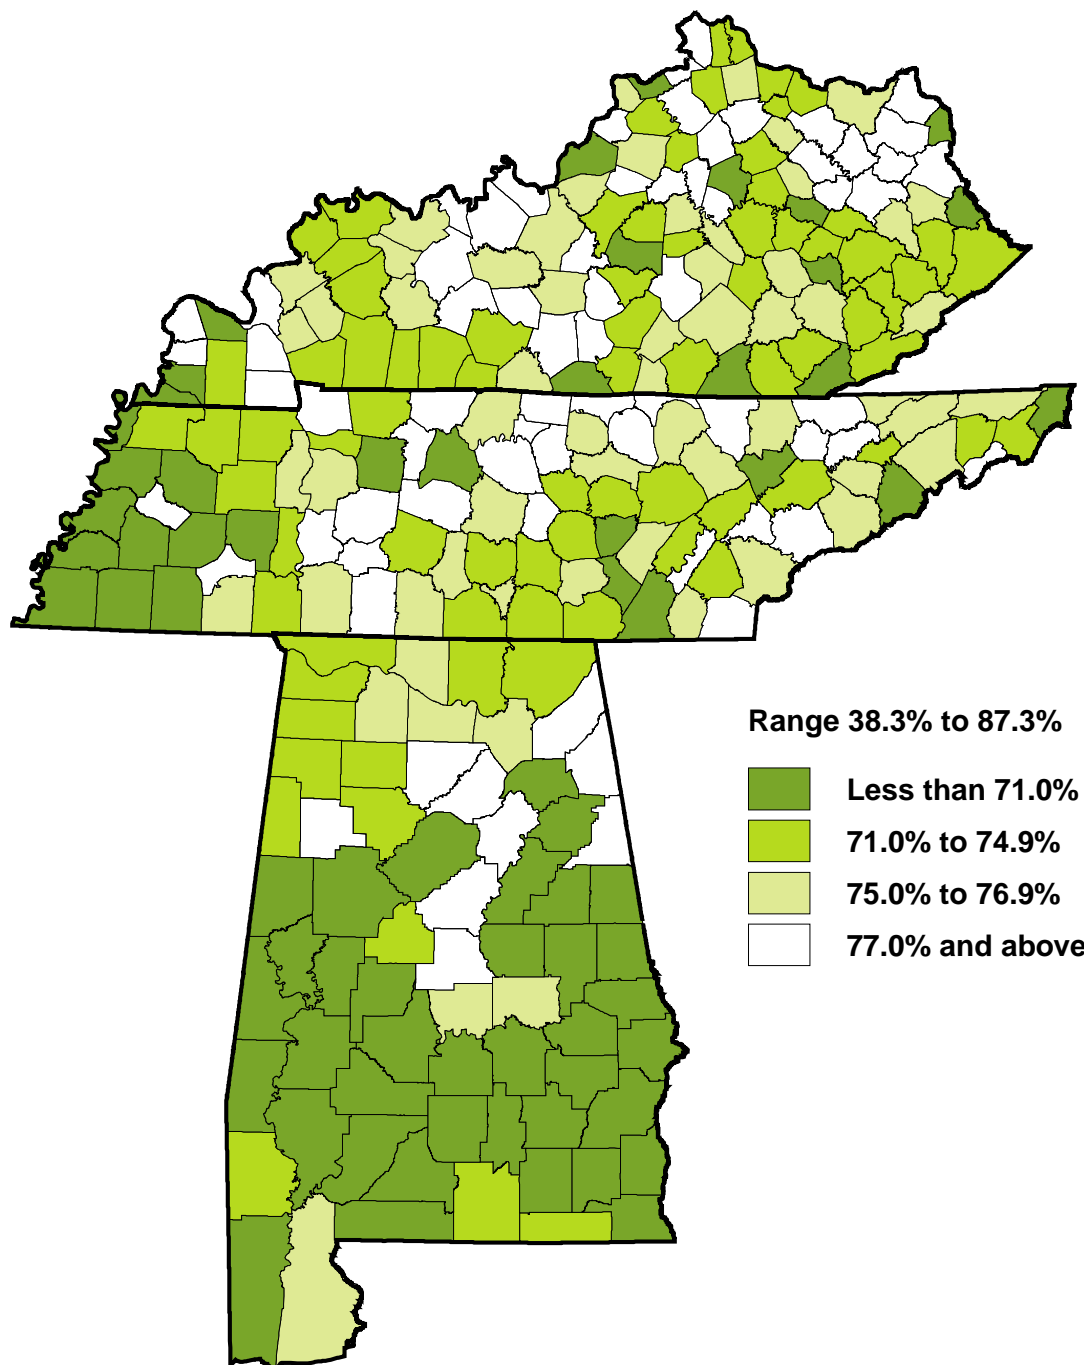 Range 38.3% to 87.3%
Less than 71.0%
71.0% to 74.9%
75.0% to 76.9%
77.0% and above